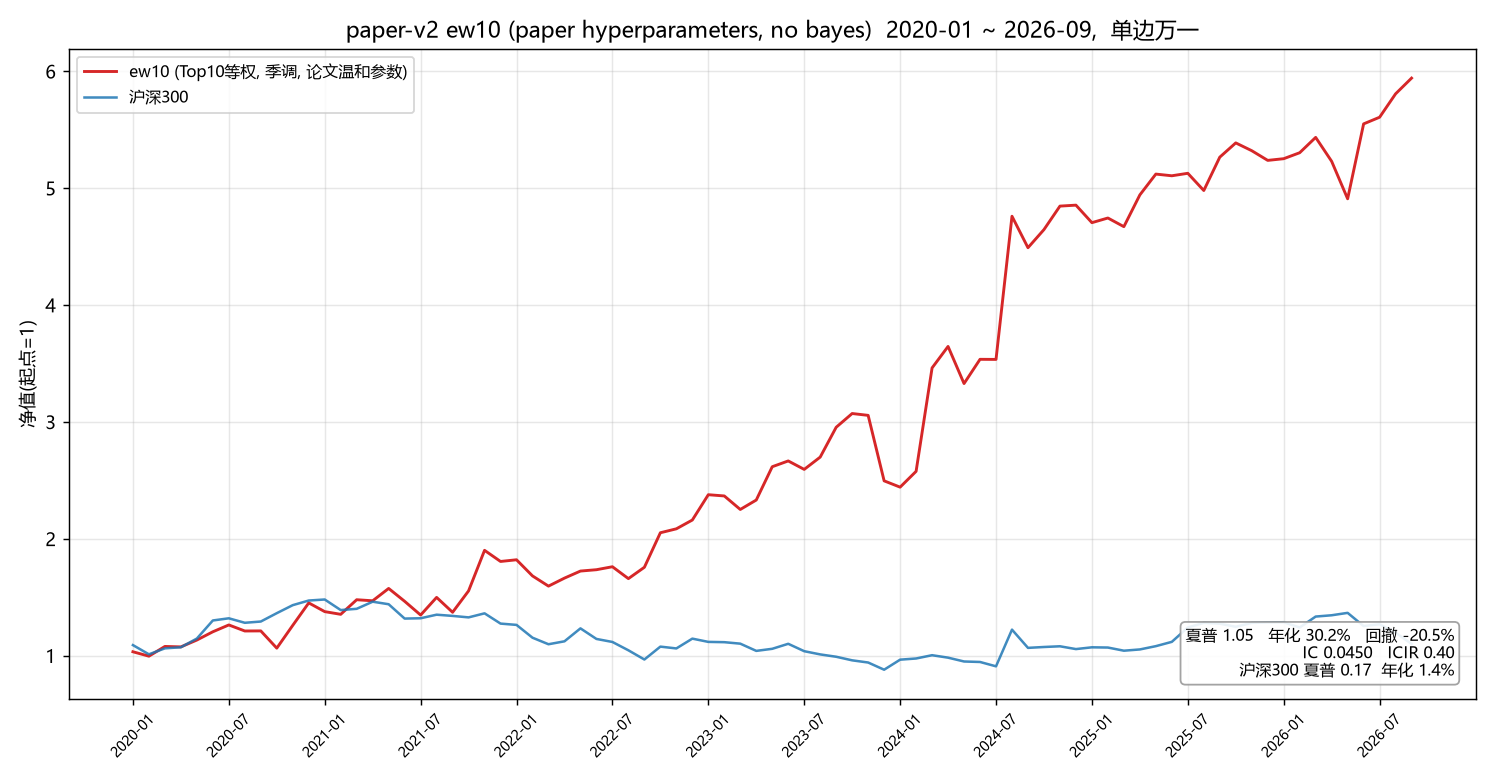 paper-v2 ew10 (paper hyperparameters, no bayes)  2020-01 ~ 2026-09,  单边万一
ew10 (Top10等权, 季调, 论文温和参数)
沪深300
净值(起点=1)
6
5
4
3
2
1
夏普 1.05   年化 30.2%   回撤 -20.5%
IC 0.0450   ICIR 0.40
沪深300 夏普 0.17  年化 1.4%
2020-01
2020-07
2021-01
2021-07
2022-01
2022-07
2023-01
2023-07
2024-01
2024-07
2025-01
2025-07
2026-01
2026-07